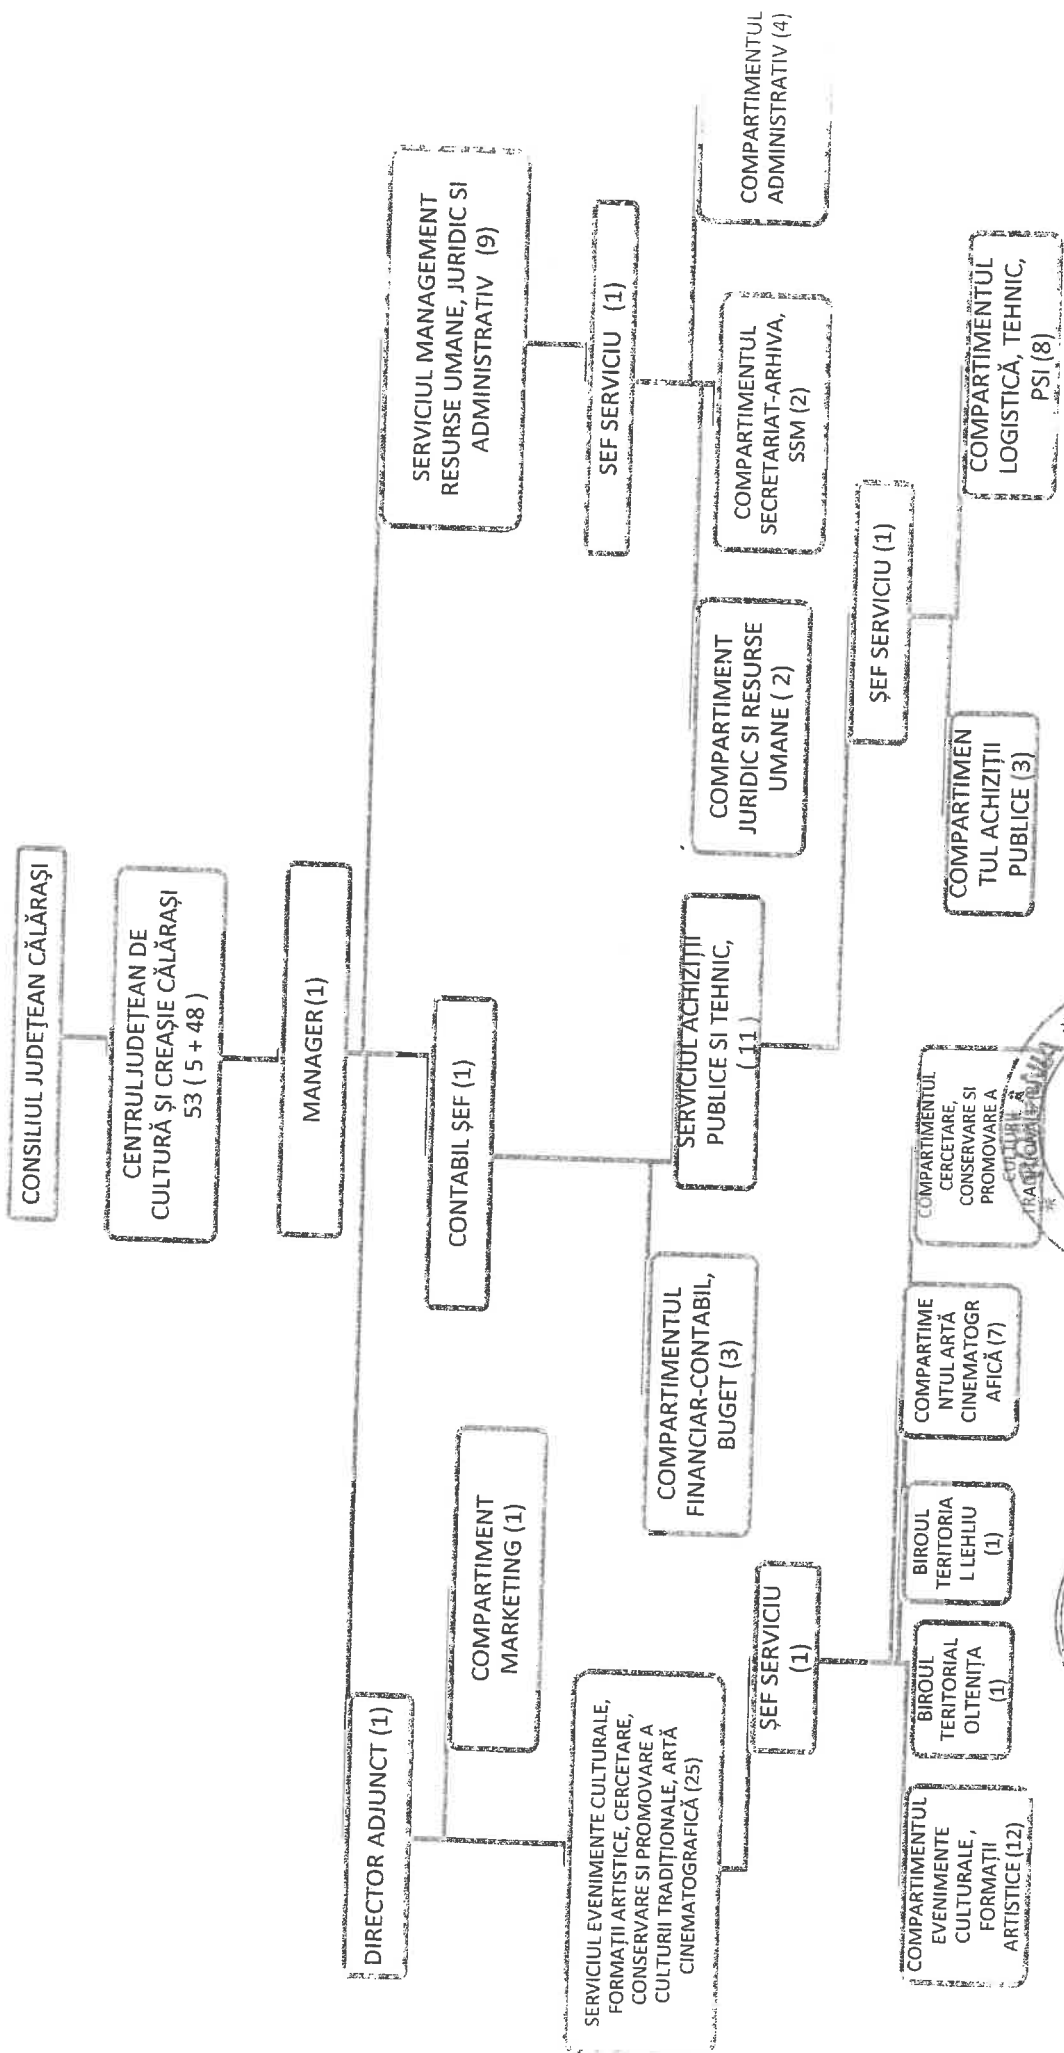 CONSILIUL JUDEȚEAN CĂLĂRAȘI
CENTRULJUDEȚEAN DE
CULTURĂ ȘI CREAȘIE CĂLĂRAȘI
53 ( 5 + 48 )
MANAGER (1)
DIRECTOR ADJUNCT (1)
COMPARTIMENT
MARKETING (1)
SERVICIUL EVENIMENTE CULTURALE,
FORMAȚII ARTISTICE, CERCETARE,
CONSERVARE SI PROMOVARE A
CULTURII TRADIȚIONALE, ARTĂ
CINEMATOGRAFICĂ (25)
ȘEF SERVICIU
(1)
COMPARTIMENTUL
EVENIMENTE
CULTURALE ,
FORMAȚII
ARTISTICE (12)
BIROUL
TERITORIAL
OLTENIȚA
(1)
BIROUL
TERITORIA
L LEHLIU
(1)
COMPARTIME
NTUL ARTĂ
CINEMATOGR
AFICĂ (7)
COMPARTIMENTUL
CERCETARE,
CONSERVARE SI
PROMOVARE A
CULTURII
CONTABIL ȘEF (1)
COMPARTIMENTUL
FINANCIAR-CONTABIL,
BUGET (3)
SERVICIUL ACHIZIȚII
PUBLICE SI TEHNIC,
(11 )
ȘEF SERVICIU (1)
COMPARTIMEN
TUL ACHIZIȚII
PUBLICE (3)
COMPARTIMENTUL
LOGISTICĂ, TEHNIC,
PSI (8)
SERVICIUL MANAGEMENT
RESURSE UMANE, JURIDIC SI
ADMINISTRATIV (9)
SEF SERVICIU (1)
COMPARTIMENT
JURIDIC SI RESURSE
UMANE ( 2)
COMPARTIMENTUL
SECRETARIAT-ARHIVA,
SSM (2)
COMPARTIMENTUL
ADMINISTRATIV (4)